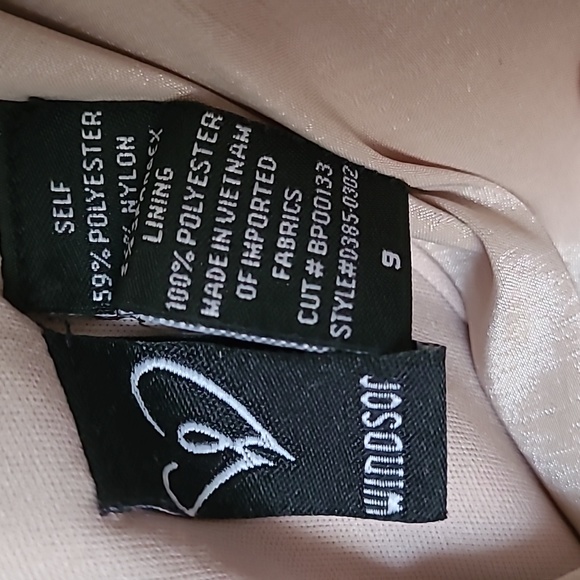 SELF
59% POLYESTER
NYLON
LINING
100% POLYESTER
MADE IN VIETNAM
OF IMPORTED
FABRICS
CUT# BP00133
STYLE#D385-0302
9
WINDSOR